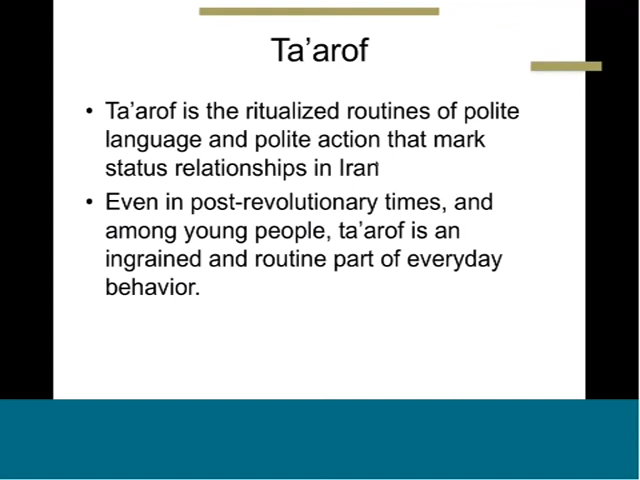 Ta'arof
• Ta'arof is the ritualized routines of polite
language and polite action that mark
status relationships in Iran
• Even in post-revolutionary times, and
among young people, ta'arof is an
ingrained and routine part of everyday
behavior.